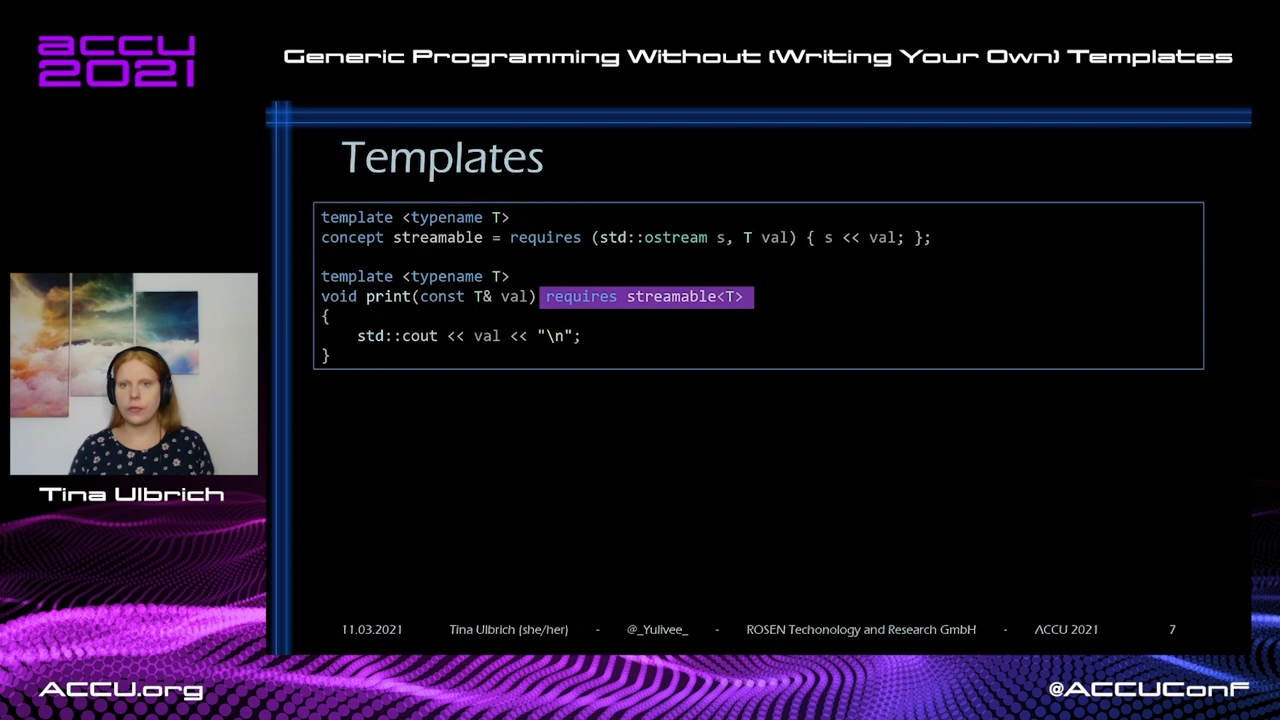 accu
2021
Generic Programming Without (Writing Your Own) Templates
Templates
template <typename T>
concept streamable = requires (std::ostream s, T val) { s << val; };
template <typename T>
void print(const T& val) requires streamable<T>
{
    std::cout << val << "\n";
}
Tina Ulbrich
11.03.2021 Tina Ulbrich (she/her) - @_Yulivee_ - ROSEN Techonology and Research GmbH - ACCU 2021 7
ACCU.org
@ACCUConf